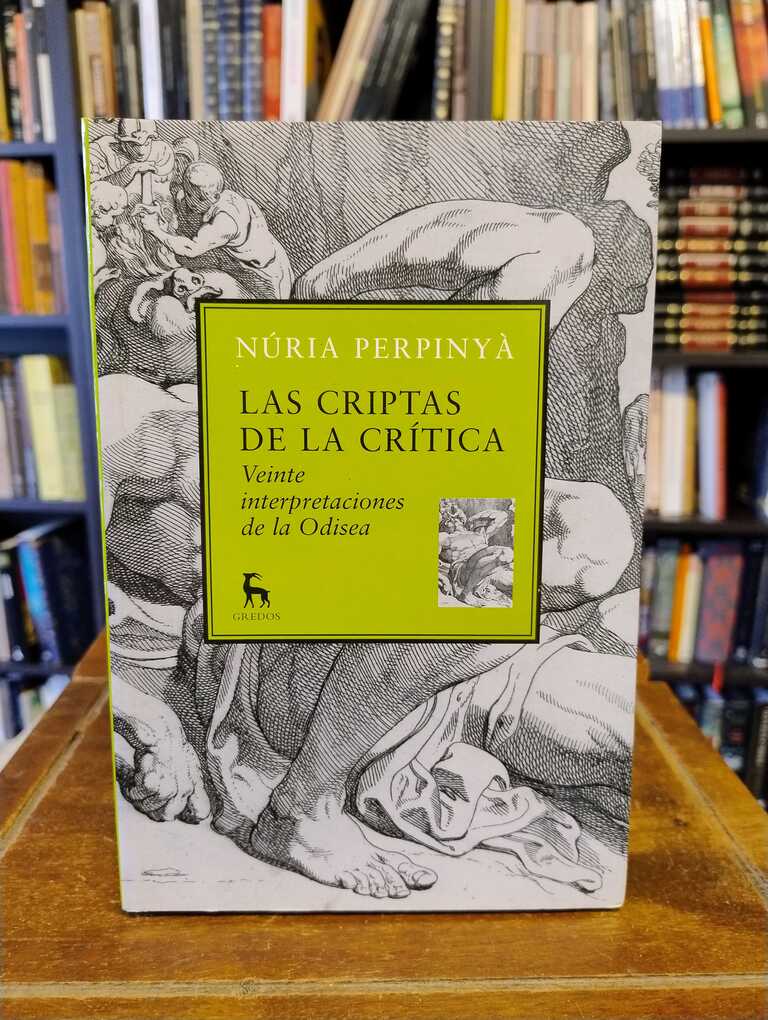 NÚRIA PERPINYÀ
LAS CRIPTAS
DE LA CRÍTICA
Veinte
interpretaciones
de la Odisea
GREDOS